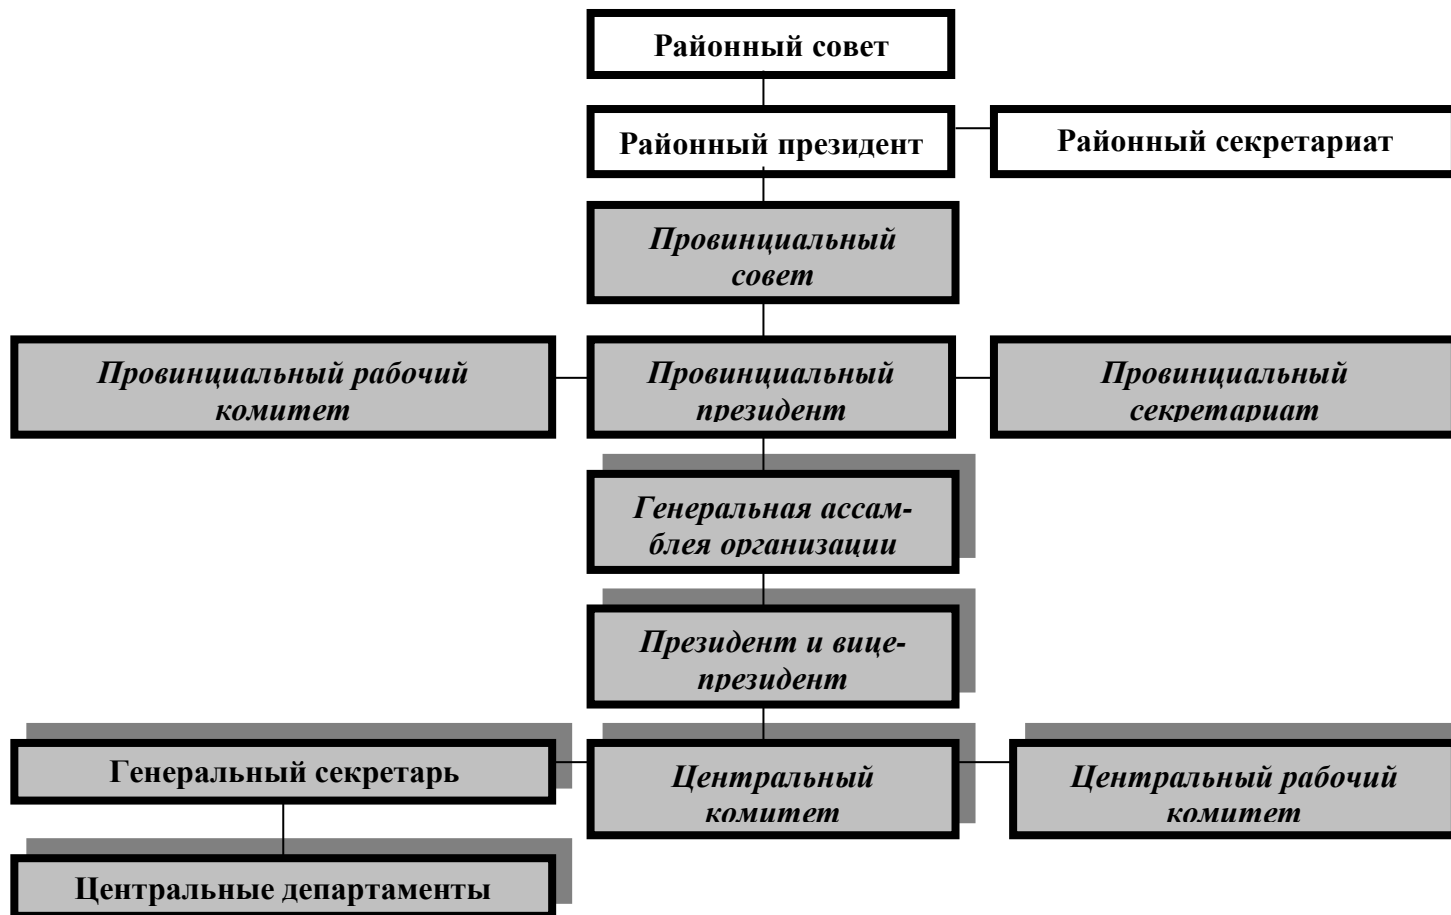 Районный совет
Районный президент
Районный секретариат
Провинциальный
совет
Провинциальный рабочий
комитет
Провинциальный
президент
Провинциальный
секретариат
Генеральная ассам-
блея организации
Президент и вице-
президент
Генеральный секретарь
Центральный
комитет
Центральный рабочий
комитет
Центральные департаменты